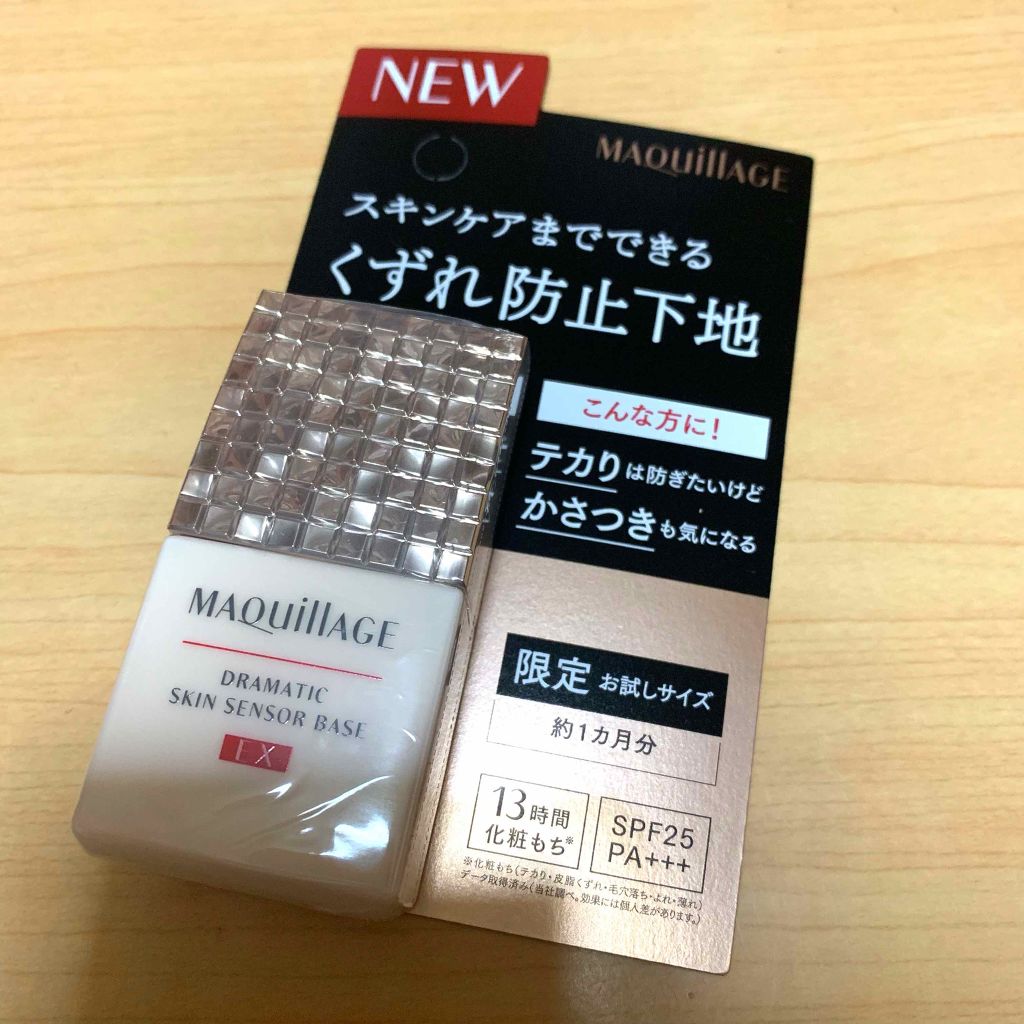 NEW
MAQuillAGE
スキンケアまでできる
くずれ防止下地
こんな方に!
テカりは防ぎたいけど
かさつきも気になる
MAQuillAGE
DRAMATIC
SKIN SENSOR BASE
EX
限定 お試しサイズ
約1カ月分
13時間
化粧もち※
SPF25
PA+++
※化粧もち(テカリ・皮脂くずれ・毛穴落ち・よれ・薄れ)
データ取得済み(当社調べ。効果には個人差があります。)